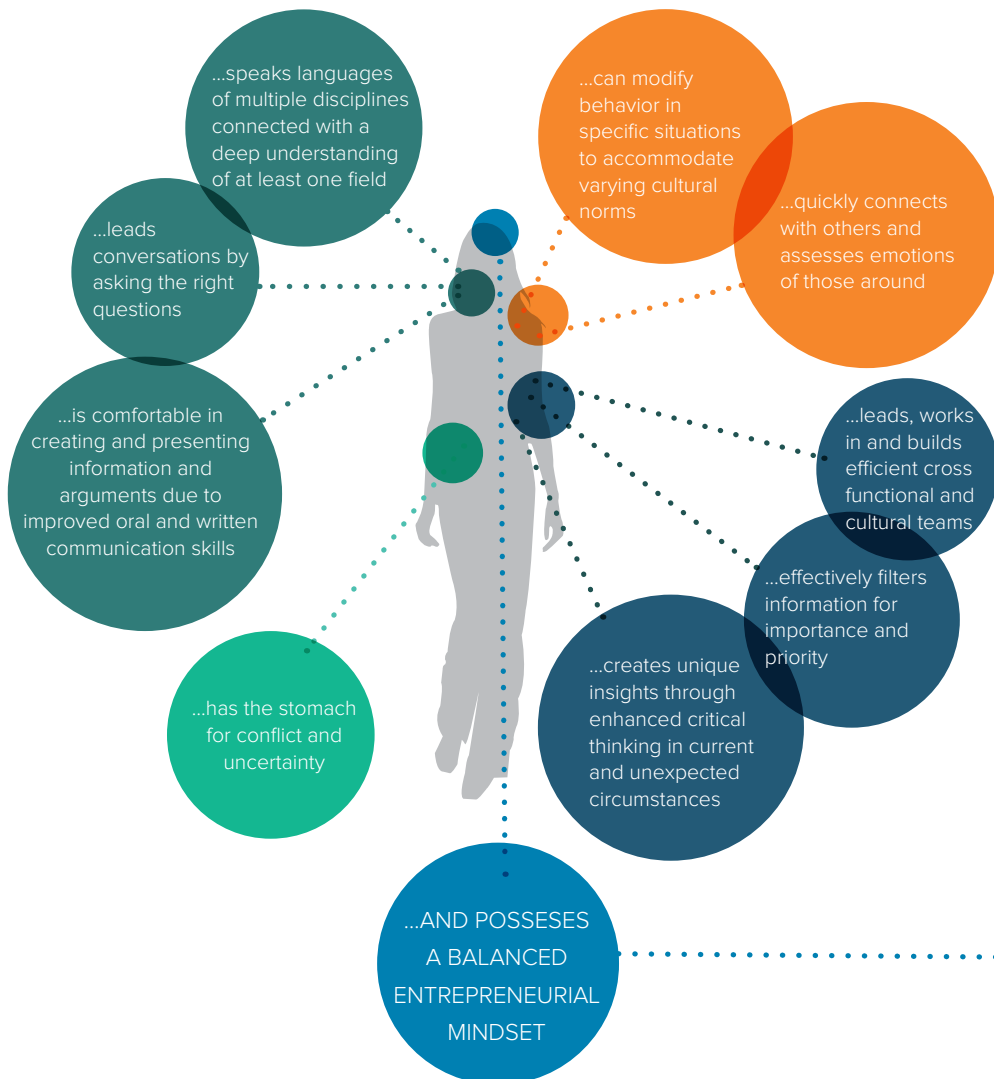 ...speaks languages
of multiple disciplines
connected with a
deep understanding
of at least one field
...leads
conversations by
asking the right
questions
...is comfortable in
creating and presenting
information and
arguments due to
improved oral and written
communication skills
...has the stomach
for conflict and
uncertainty
...can modify
behavior in
specific situations
to accommodate
varying cultural
norms
...quickly connects
with others and
assesses emotions
of those around
...leads, works
in and builds
efficient cross
functional and
cultural teams
...effectively filters
information for
importance and
priority
...creates unique
insights through
enhanced critical
thinking in current
and unexpected
circumstances
...AND POSSESES
A BALANCED
ENTREPRENEURIAL
MINDSET